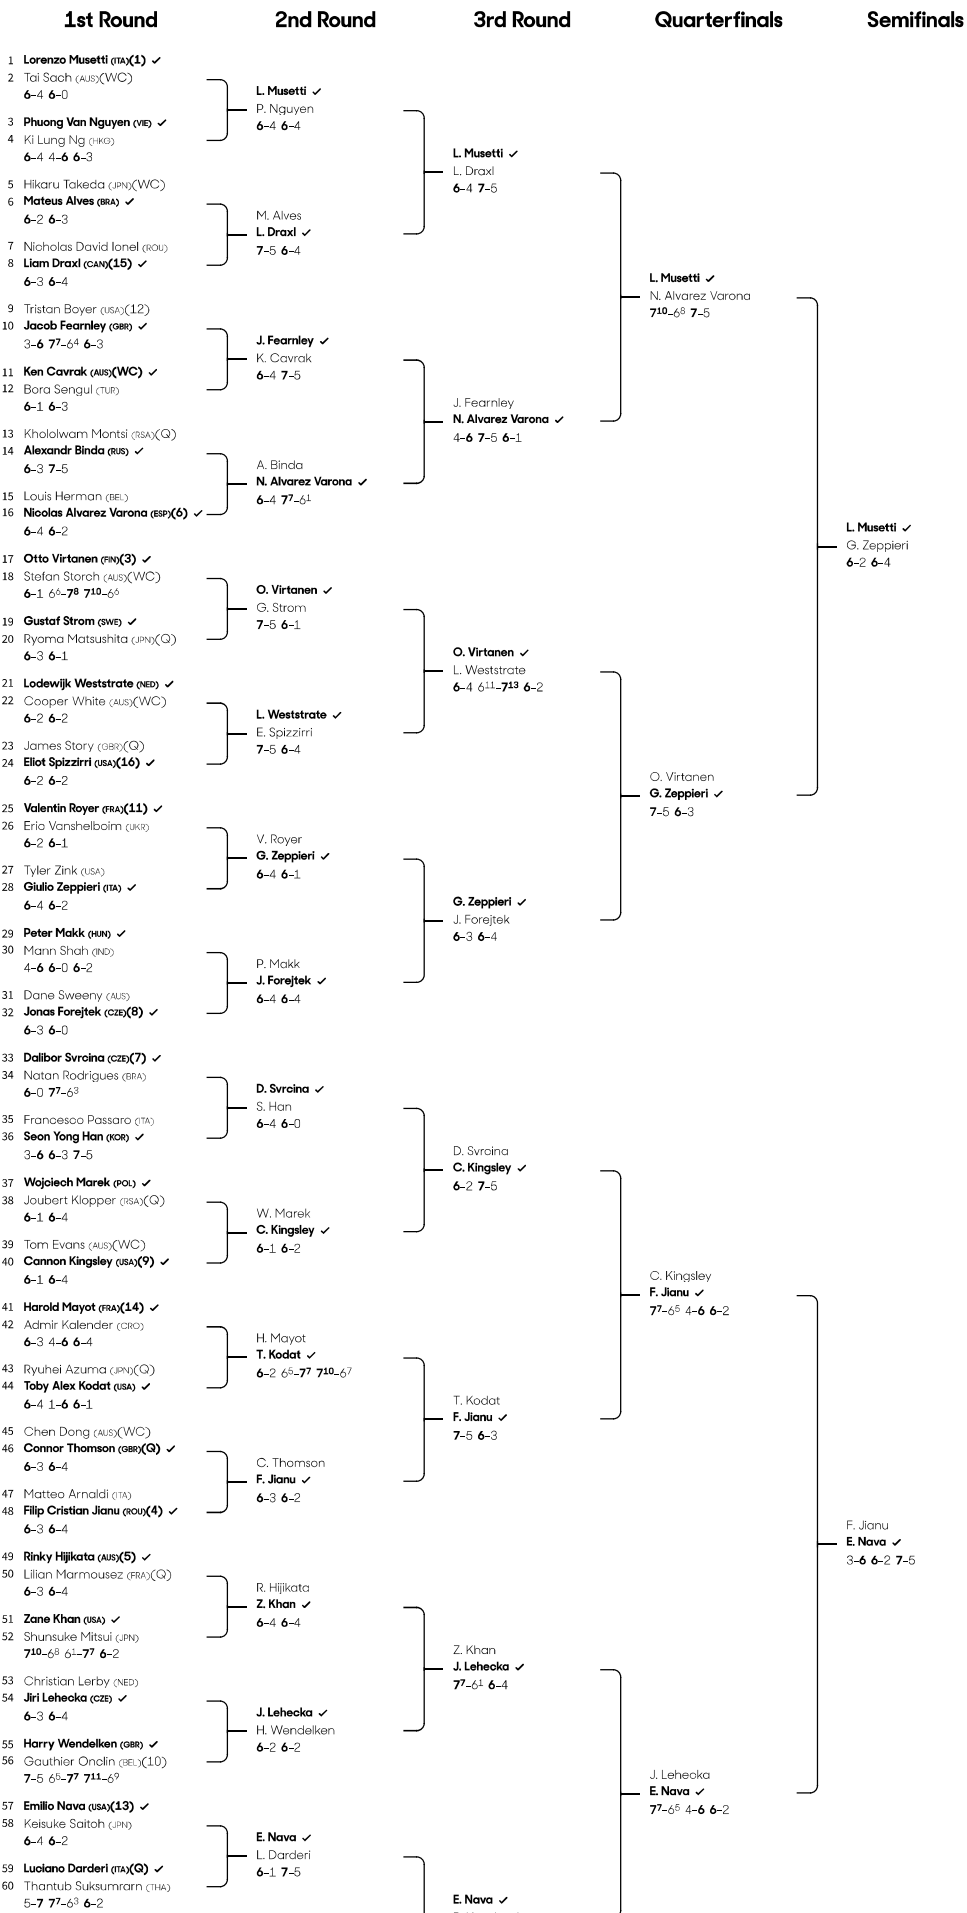 1st Round
2nd Round
3rd Round
Quarterfinals
Semifinals
1 Lorenzo Musetti (ITA)(1) ✓
2 Tai Sach (AUS)(WC)
6–4 6–0
3 Phuong Van Nguyen (VIE) ✓
4 Ki Lung Ng (HKG)
6–4 4–6 6–3
5 Hikaru Takeda (JPN)(WC)
6 Mateus Alves (BRA) ✓
6–2 6–3
7 Nicholas David Ionel (ROU)
8 Liam Draxl (CAN)(15) ✓
6–3 6–4
9 Tristan Boyer (USA)(12)
10 Jacob Fearnley (GBR) ✓
3–6 7⁷–6⁴ 6–3
11 Ken Cavrak (AUS)(WC) ✓
12 Bora Sengul (TUR)
6–1 6–3
13 Khololwam Montsi (RSA)(Q)
14 Alexandr Binda (RUS) ✓
6–3 7–5
15 Louis Herman (BEL)
16 Nicolas Alvarez Varona (ESP)(6) ✓
6–4 6–2
17 Otto Virtanen (FIN)(3) ✓
18 Stefan Storch (AUS)(WC)
6–1 6⁶–7⁸ 7¹⁰–6⁶
19 Gustaf Strom (SWE) ✓
20 Ryoma Matsushita (JPN)(Q)
6–3 6–1
21 Lodewijk Weststrate (NED) ✓
22 Cooper White (AUS)(WC)
6–2 6–2
23 James Story (GBR)(Q)
24 Eliot Spizzirri (USA)(16) ✓
6–2 6–2
25 Valentin Royer (FRA)(11) ✓
26 Eric Vanshelboim (UKR)
6–2 6–1
27 Tyler Zink (USA)
28 Giulio Zeppieri (ITA) ✓
6–4 6–2
29 Peter Makk (HUN) ✓
30 Mann Shah (IND)
4–6 6–0 6–2
31 Dane Sweeny (AUS)
32 Jonas Forejtek (CZE)(8) ✓
6–3 6–0
33 Dalibor Svrcina (CZE)(7) ✓
34 Natan Rodrigues (BRA)
6–0 7⁷–6³
35 Francesco Passaro (ITA)
36 Seon Yong Han (KOR) ✓
3–6 6–3 7–5
37 Wojciech Marek (POL) ✓
38 Joubert Klopper (RSA)(Q)
6–1 6–4
39 Tom Evans (AUS)(WC)
40 Cannon Kingsley (USA)(9) ✓
6–1 6–4
41 Harold Mayot (FRA)(14) ✓
42 Admir Kalender (CRO)
6–3 4–6 6–4
43 Ryuhei Azuma (JPN)(Q)
44 Toby Alex Kodat (USA) ✓
6–4 1–6 6–1
45 Chen Dong (AUS)(WC)
46 Connor Thomson (GBR)(Q) ✓
6–3 6–4
47 Matteo Arnaldi (ITA)
48 Filip Cristian Jianu (ROU)(4) ✓
6–3 6–4
49 Rinky Hijikata (AUS)(5) ✓
50 Lilian Marmousez (FRA)(Q)
6–3 6–4
51 Zane Khan (USA) ✓
52 Shunsuke Mitsui (JPN)
7¹⁰–6⁸ 6¹–7⁷ 6–2
53 Christian Lerby (NED)
54 Jiri Lehecka (CZE) ✓
6–3 6–4
55 Harry Wendelken (GBR) ✓
56 Gauthier Onclin (BEL)(10)
7–5 6⁵–7⁷ 7¹¹–6⁹
57 Emilio Nava (USA)(13) ✓
58 Keisuke Saitoh (JPN)
6–4 6–2
59 Luciano Darderi (ITA)(Q) ✓
60 Thantub Suksumrarn (THA)
5–7 7⁷–6³ 6–2
L. Musetti ✓
P. Nguyen
6–4 6–4
M. Alves
L. Draxl ✓
7–5 6–4
J. Fearnley ✓
K. Cavrak
6–4 7–5
A. Binda
N. Alvarez Varona ✓
6–4 7⁷–6¹
O. Virtanen ✓
G. Strom
7–5 6–1
L. Weststrate ✓
E. Spizzirri
7–5 6–4
V. Royer
G. Zeppieri ✓
6–4 6–1
P. Makk
J. Forejtek ✓
6–4 6–4
D. Svrcina ✓
S. Han
6–4 6–0
W. Marek
C. Kingsley ✓
6–1 6–2
H. Mayot
T. Kodat ✓
6–2 6⁵–7⁷ 7¹⁰–6⁷
C. Thomson
F. Jianu ✓
6–3 6–2
R. Hijikata
Z. Khan ✓
6–4 6–4
J. Lehecka ✓
H. Wendelken
6–2 6–2
E. Nava ✓
L. Darderi
6–1 7–5
L. Musetti ✓
L. Draxl
6–4 7–5
J. Fearnley
N. Alvarez Varona ✓
4–6 7–5 6–1
O. Virtanen ✓
L. Weststrate
6–4 6¹¹–7¹³ 6–2
G. Zeppieri ✓
J. Forejtek
6–3 6–4
D. Svrcina
C. Kingsley ✓
6–2 7–5
T. Kodat
F. Jianu ✓
7–5 6–3
Z. Khan
J. Lehecka ✓
7⁷–6¹ 6–4
E. Nava ✓
L. Musetti ✓
N. Alvarez Varona
7¹⁰–6⁸ 7–5
O. Virtanen
G. Zeppieri ✓
7–5 6–3
C. Kingsley
F. Jianu ✓
7⁷–6⁵ 4–6 6–2
J. Lehecka
E. Nava ✓
7⁷–6⁵ 4–6 6–2
L. Musetti ✓
G. Zeppieri
6–2 6–4
F. Jianu
E. Nava ✓
3–6 6–2 7–5